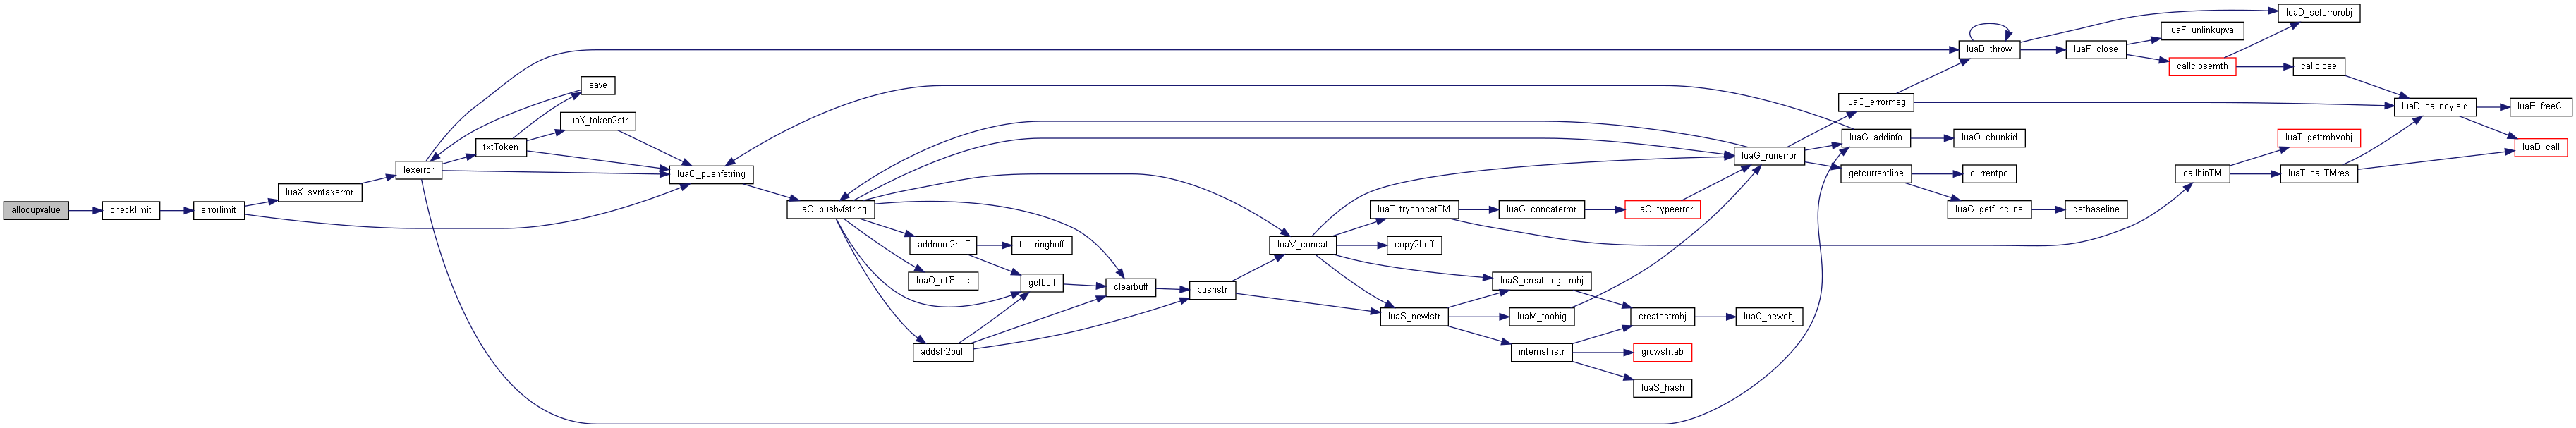 allocupvalue
checklimit
errorlimit
luaX_syntaxerror
lexerror
txtToken
save
luaX_token2str
luaO_pushfstring
luaO_pushvfstring
addnum2buff
tostringbuff
luaO_utf8esc
getbuff
addstr2buff
clearbuff
pushstr
luaV_concat
luaT_tryconcatTM
copy2buff
luaS_newlstr
luaG_concaterror
luaS_createlngstrobj
luaM_toobig
internshrstr
luaG_typeerror
createstrobj
growstrtab
luaS_hash
luaC_newobj
luaG_runerror
luaG_errormsg
luaG_addinfo
getcurrentline
luaD_throw
luaO_chunkid
currentpc
luaG_getfuncline
getbaseline
luaF_close
luaD_seterrorobj
luaF_unlinkupval
callclosemth
callclose
callbinTM
luaT_gettmbyobj
luaT_callTMres
luaD_callnoyield
luaE_freeCI
luaD_call